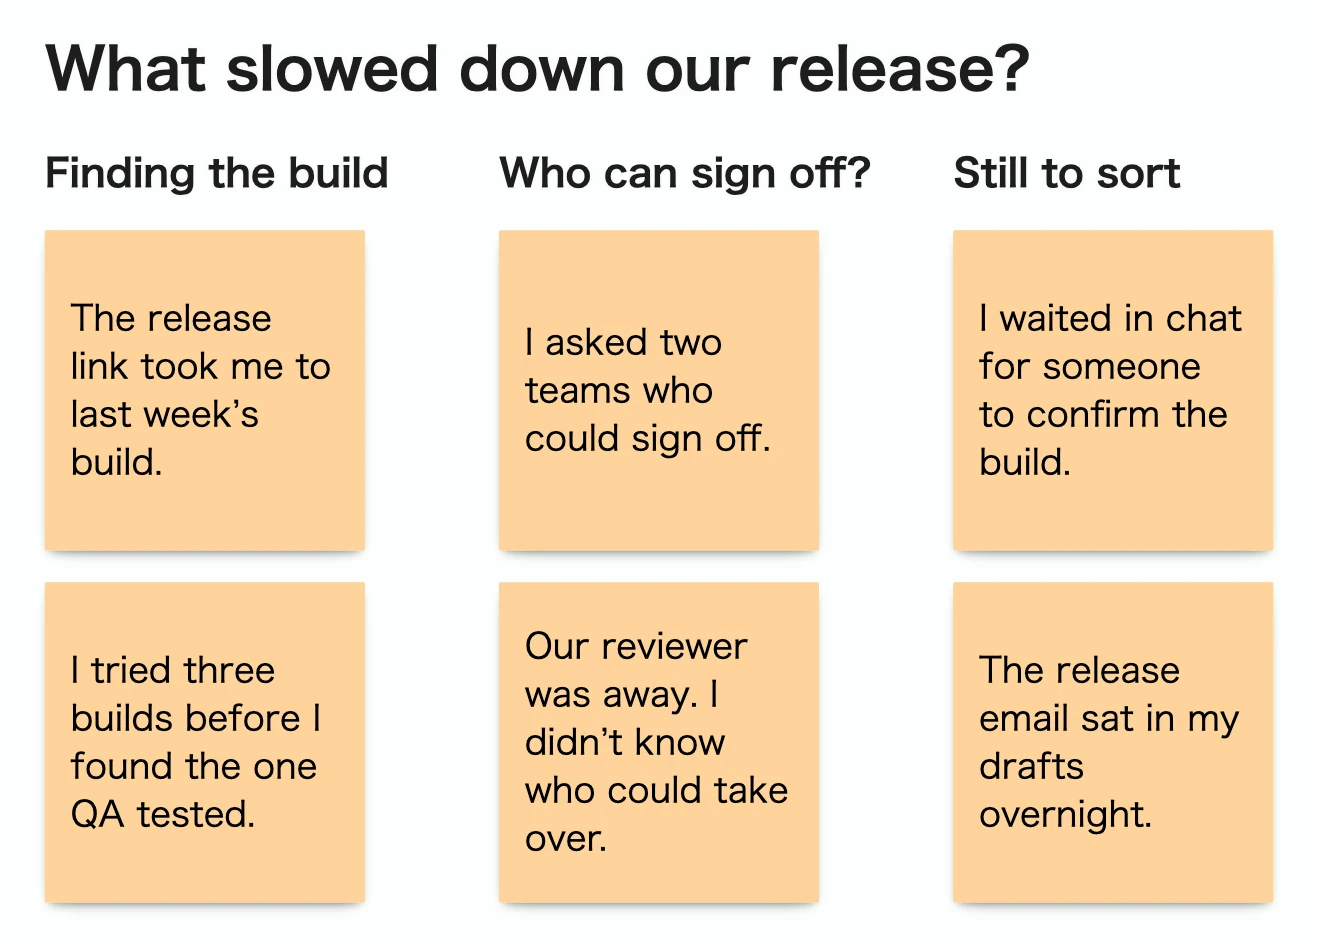 What slowed down our release?
Finding the build
The release
link took me to
last week’s
build.
I tried three
builds before I
found the one
QA tested.
Who can sign off?
I asked two
teams who
could sign off.
Our reviewer
was away. I
didn’t know
who could take
over.
Still to sort
I waited in chat
for someone
to confirm the
build.
The release
email sat in my
drafts
overnight.